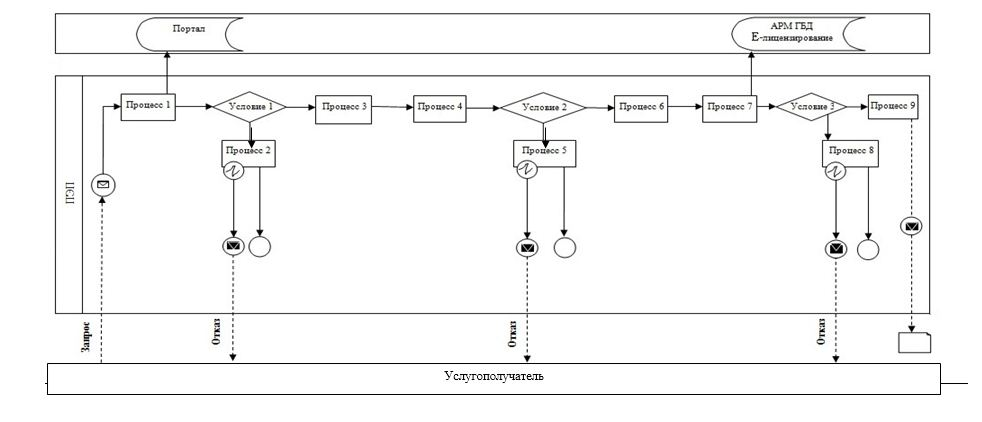 Портал
АРМ ГБД
Е-лицензирование
Процесс 1
Условие 1
Процесс 3
Процесс 4
Условие 2
Процесс 6
Процесс 7
Условие 3
Процесс 9
Процесс 2
Процесс 5
Процесс 8
ПЭП
Запрос
Отказ
Отказ
Отказ
Услугополучатель